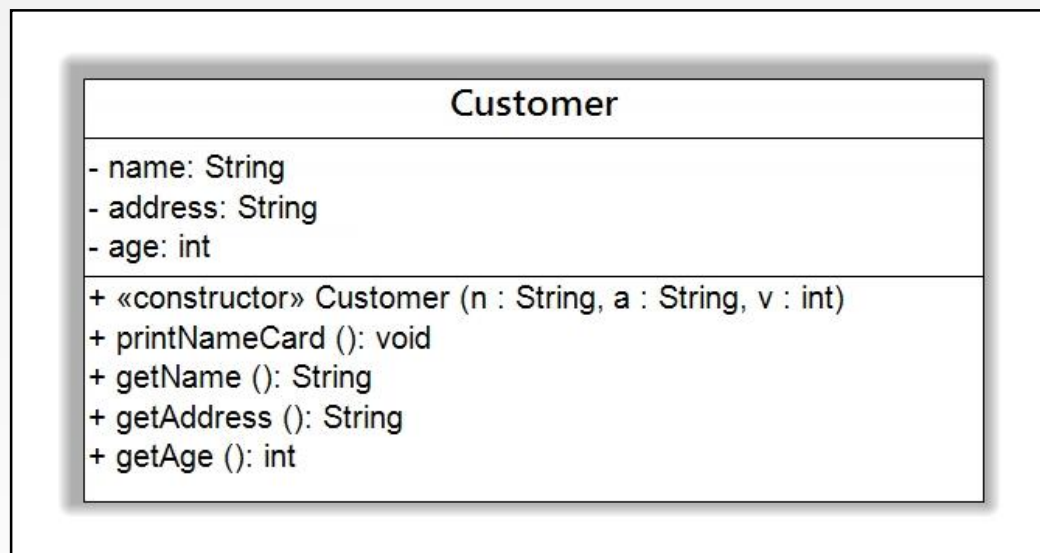 Customer
- name: String
- address: String
- age: int
+ «constructor» Customer (n : String, a : String, v : int)
+ printNameCard (): void
+ getName (): String
+ getAddress (): String
+ getAge (): int